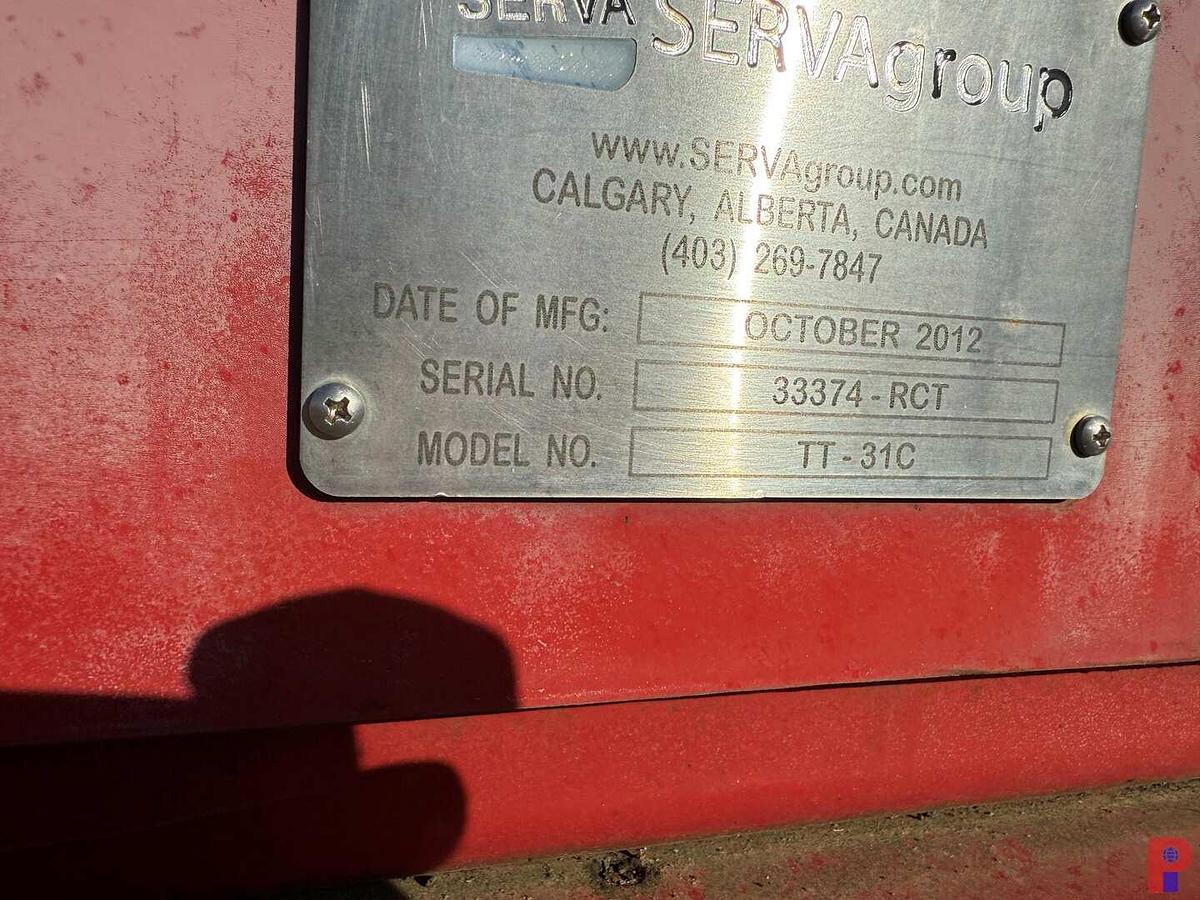 SERVA
SERVAgroup
www.SERVAgroup.com
CALGARY, ALBERTA, CANADA
(403) 269-7847
DATE OF MFG: OCTOBER 2012
SERIAL NO. 33374-RCT
MODEL NO. TT-31C